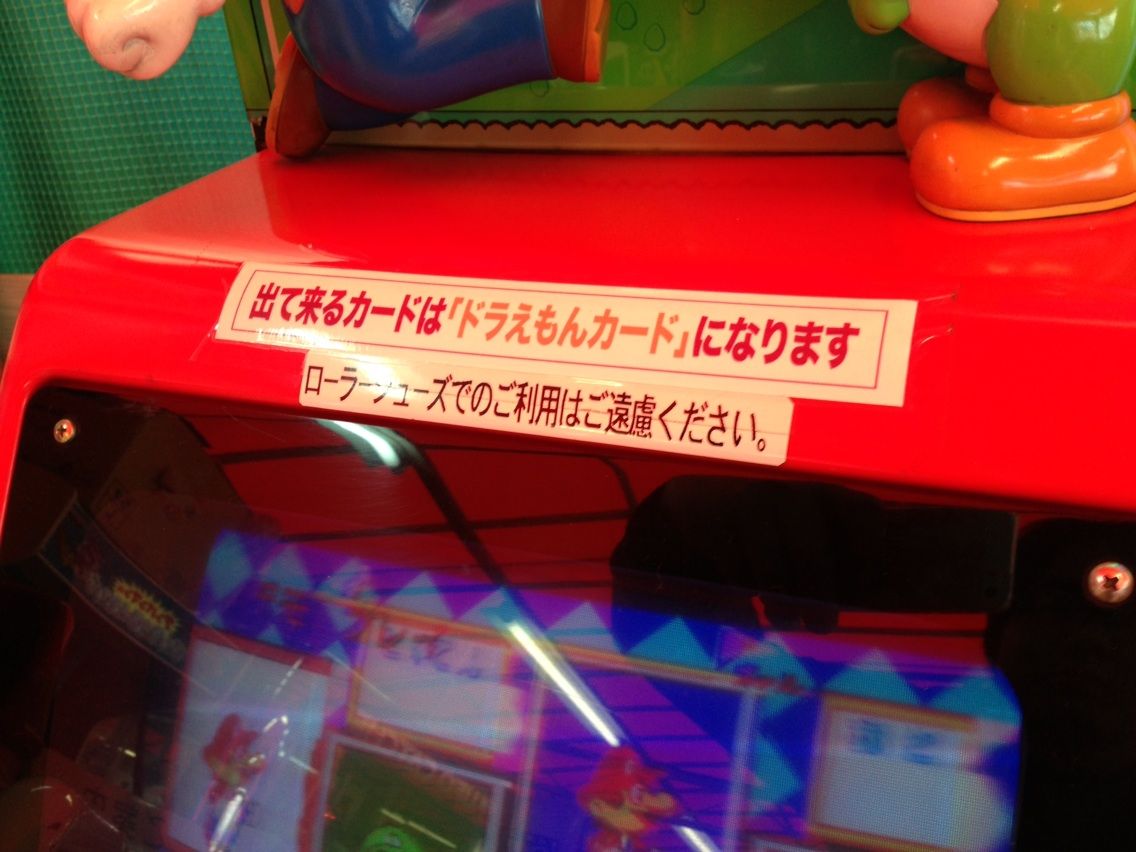 出て来るカードは「ドラえもんカード」になります
ローラーシューズでのご利用はご遠慮ください。